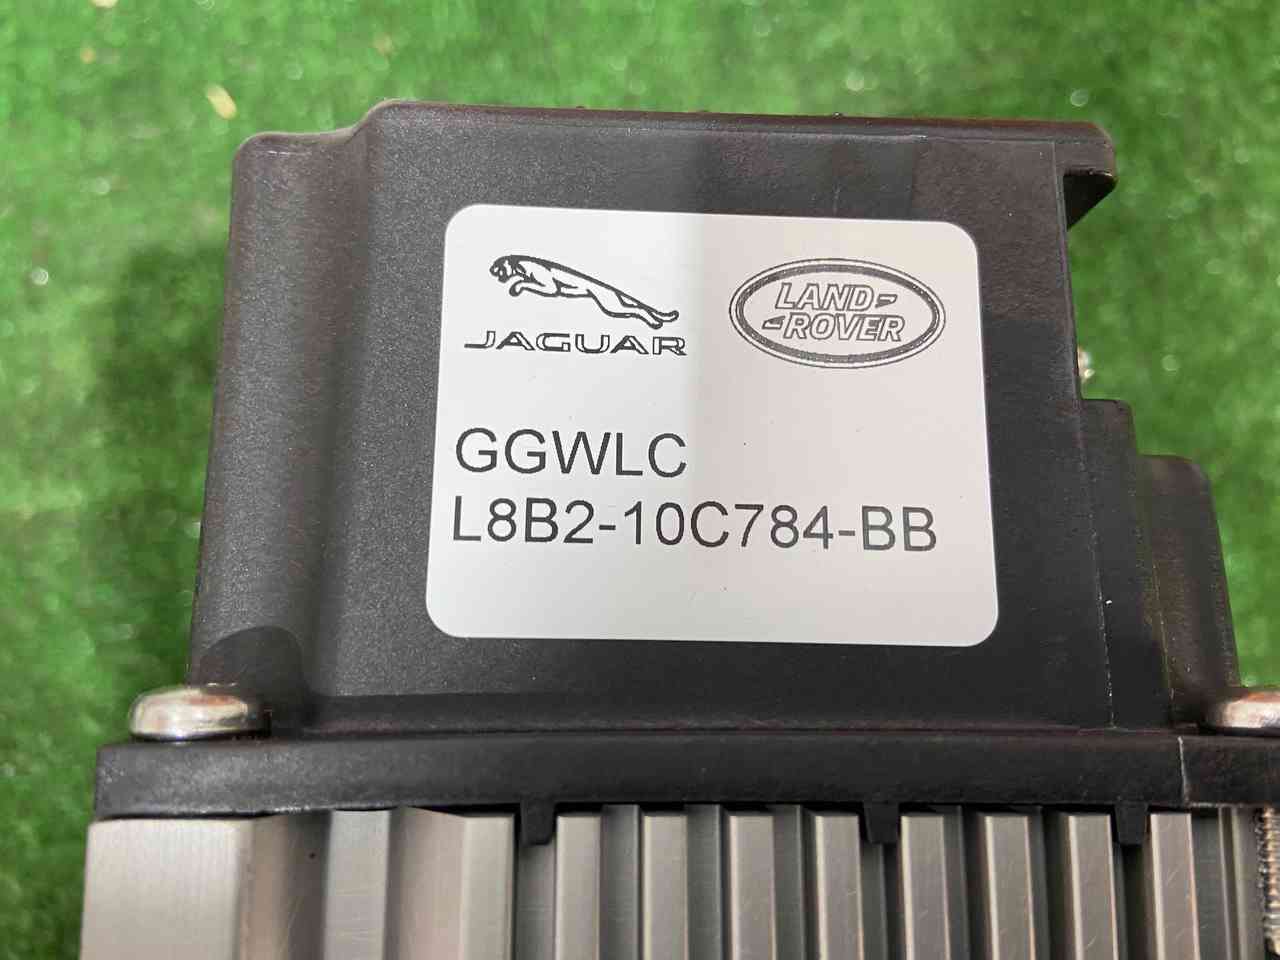 JAGUAR
LAND
ROVER
GGWLC
L8B2-10C784-BB